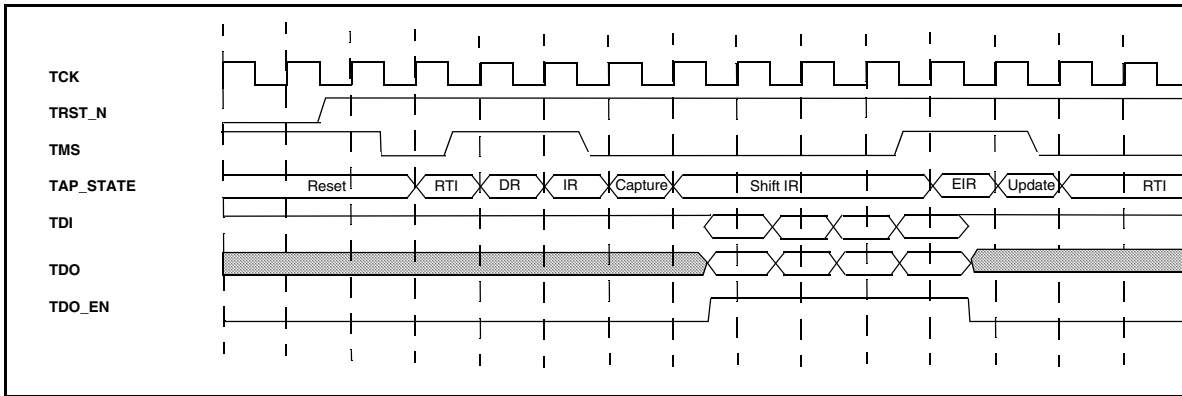 TCK
TRST_N
TMS
TAP_STATE Reset RTI DR IR Capture Shift IR EIR Update RTI
TDI
TDO
TDO_EN